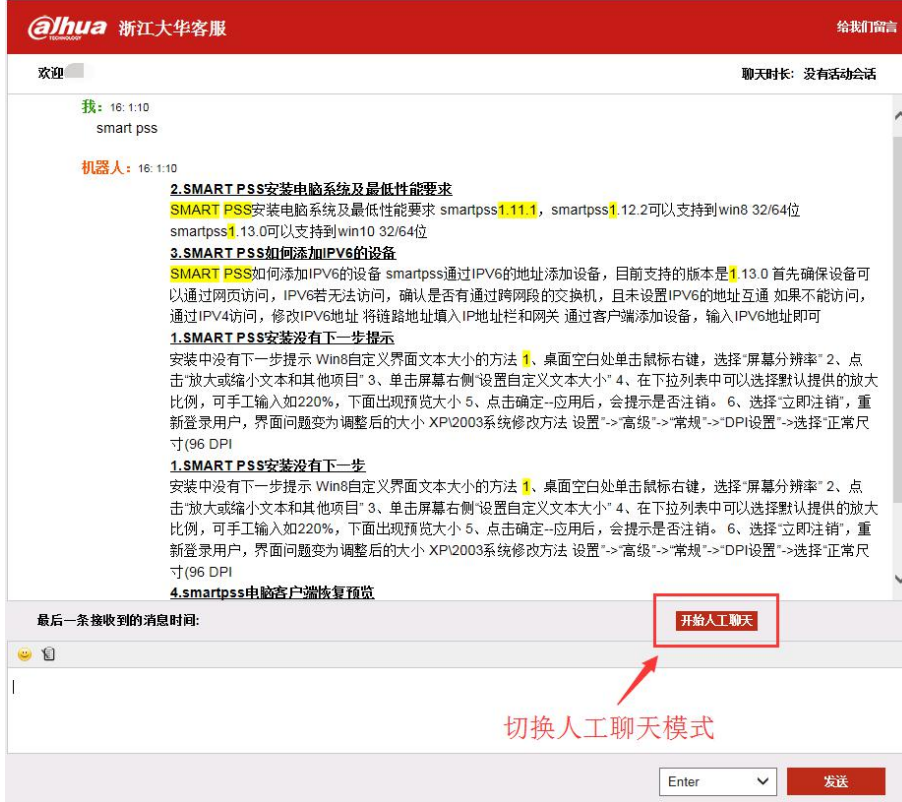 alhua 浙江大华客服
TECHNOLOGY
给我们留言
欢迎
聊天时长：没有活动会话
我：16: 1:10
smart pss
机器人：16: 1:10
2.SMART PSS安装电脑系统及最低性能要求
SMART PSS安装电脑系统及最低性能要求 smartpss1.11.1，smartpss1.12.2可以支持到win8 32/64位
smartpss1.13.0可以支持到win10 32/64位
3.SMART PSS如何添加IPV6的设备
SMART PSS如何添加IPV6的设备 smartpss通过IPV6的地址添加设备，目前支持的版本是1.13.0 首先确保设备可
以通过网页访问，IPV6若无法访问，确认是否有通过跨网段的交换机，且未设置IPV6的地址互通 如果不能访问，
通过IPV4访问，修改IPV6地址 将链路地址填入IP地址栏和网关 通过客户端添加设备，输入IPV6地址即可
1.SMART PSS安装没有下一步提示
安装中没有下一步提示 Win8自定义界面文本大小的方法 1、桌面空白处单击鼠标右键，选择“屏幕分辨率” 2、点
击“放大或缩小文本和其他项目” 3、单击屏幕右侧“设置自定义文本大小” 4、在下拉列表中可以选择默认提供的放大
比例，可手工输入如220%，下面出现预览大小 5、点击确定--应用后，会提示是否注销。 6、选择“立即注销”，重
新登录用户，界面问题变为调整后的大小 XP\2003系统修改方法 设置”->“高级”->“常规”->“DPI设置”->选择“正常尺
寸(96 DPI
1.SMART PSS安装没有下一步
安装中没有下一步提示 Win8自定义界面文本大小的方法 1、桌面空白处单击鼠标右键，选择“屏幕分辨率” 2、点
击“放大或缩小文本和其他项目” 3、单击屏幕右侧“设置自定义文本大小” 4、在下拉列表中可以选择默认提供的放大
比例，可手工输入如220%，下面出现预览大小 5、点击确定--应用后，会提示是否注销。 6、选择“立即注销”，重
新登录用户，界面问题变为调整后的大小 XP\2003系统修改方法 设置”->“高级”->“常规”->“DPI设置”->选择“正常尺
寸(96 DPI
4.smartpss电脑客户端恢复预览
最后一条接收到的消息时间:
开始人工聊天
切换人工聊天模式
Enter
发送